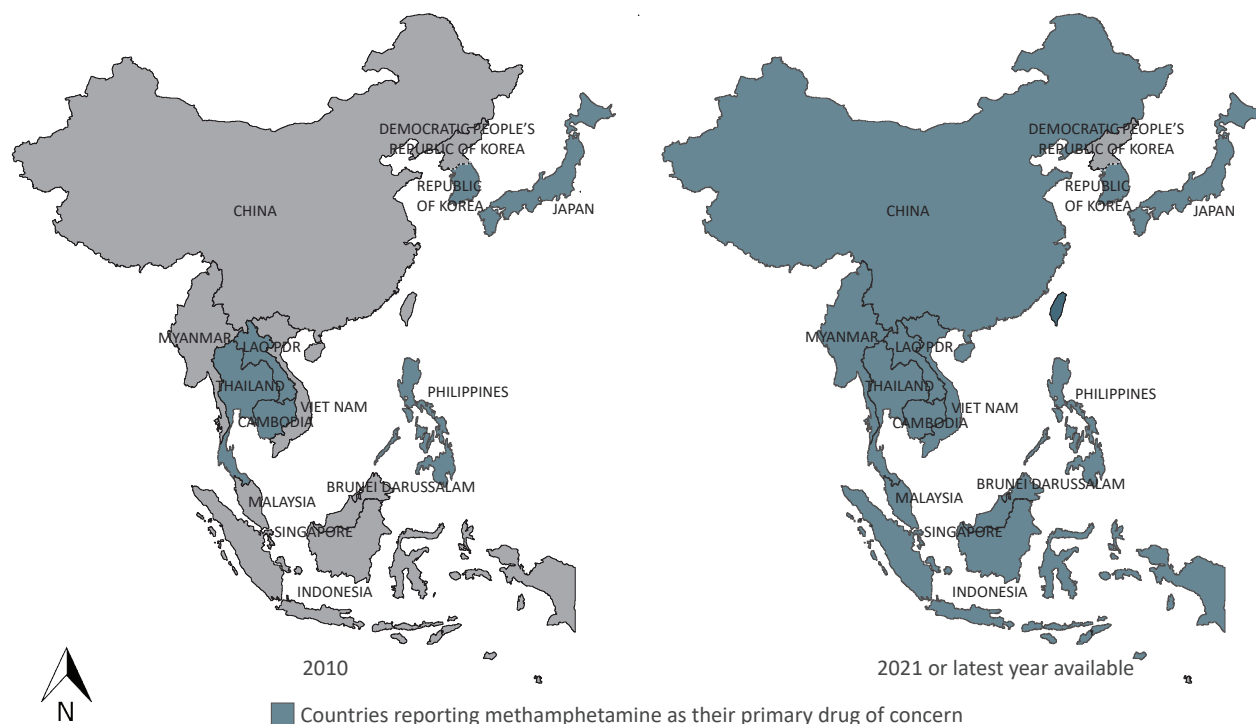 DEMOCRATIC PEOPLE'S
REPUBLIC OF KOREA
REPUBLIC
OF KOREA
JAPAN
CHINA
MYANMAR
LAO PDR
THAILAND
VIET NAM
CAMBODIA
PHILIPPINES
BRUNEI DARUSSALAM
MALAYSIA
SINGAPORE
INDONESIA
2010
DEMOCRATIC PEOPLE'S
REPUBLIC OF KOREA
REPUBLIC
OF KOREA
JAPAN
CHINA
MYANMAR
LAO PDR
THAILAND
VIET NAM
CAMBODIA
PHILIPPINES
BRUNEI DARUSSALAM
MALAYSIA
SINGAPORE
INDONESIA
2021 or latest year available
N
Countries reporting methamphetamine as their primary drug of concern